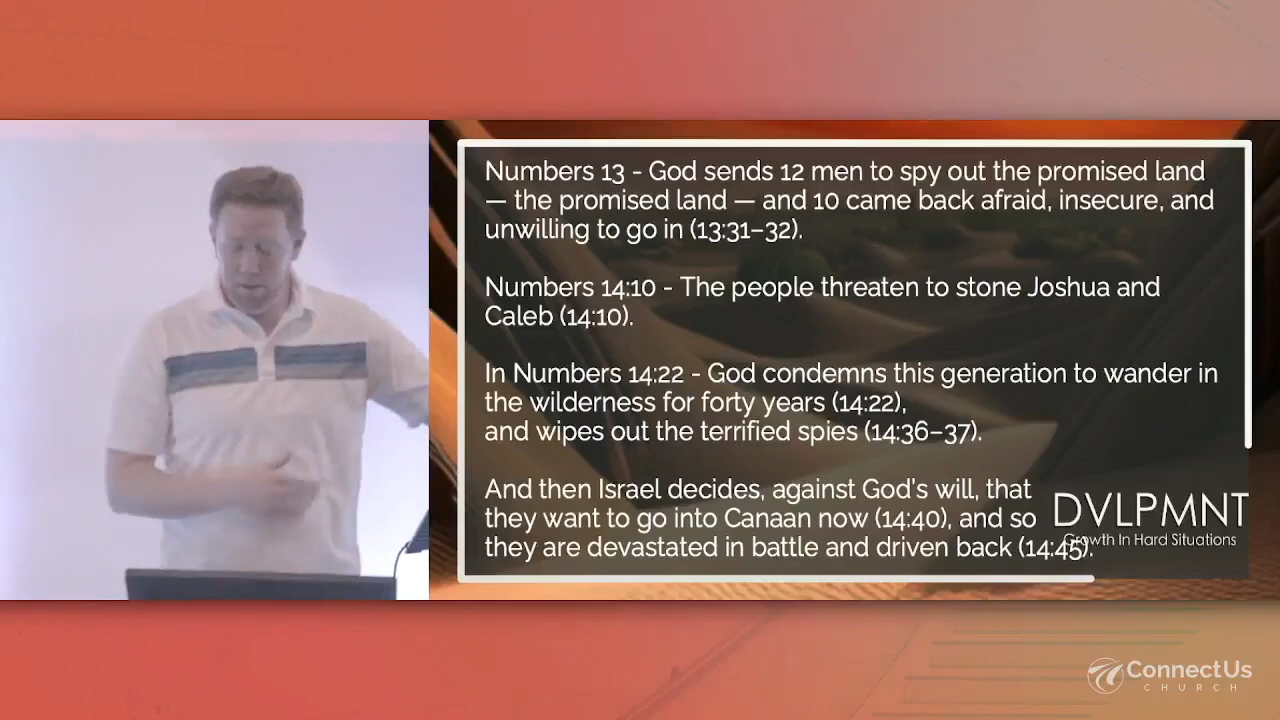 Numbers 13 - God sends 12 men to spy out the promised land
— the promised land — and 10 came back afraid, insecure, and
unwilling to go in (13:31–32).
Numbers 14:10 - The people threaten to stone Joshua and
Caleb (14:10).
In Numbers 14:22 - God condemns this generation to wander in
the wilderness for forty years (14:22),
and wipes out the terrified spies (14:36–37).
And then Israel decides, against God's will, that
they want to go into Canaan now (14:40), and so
they are devastated in battle and driven back (14:45).
DVLPMNT
Growth In Hard Situations
ConnectUs
CHURCH